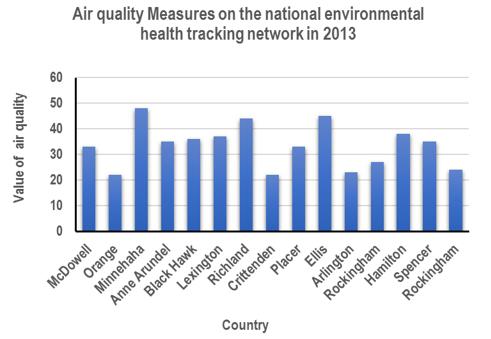 Air quality Measures on the national environmental
health tracking network in 2013
Value of air quality
60
50
40
30
20
10
0
McDowell
Orange
Minnehaha
Anne Arundel
Black Hawk
Lexington
Richland
Crittenden
Placer
Ellis
Arlington
Rockingham
Hamilton
Spencer
Rockingham
Country